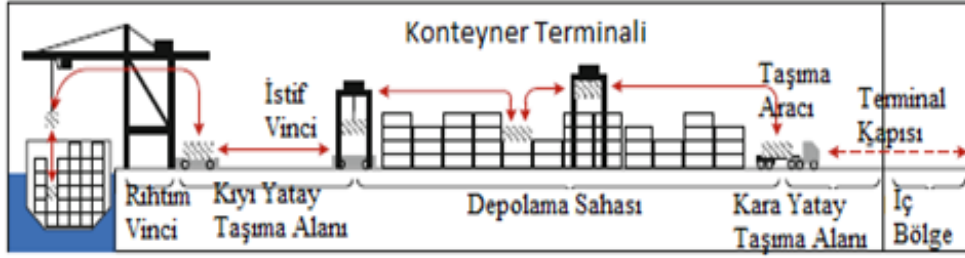 Konteyner Terminali
İstif
Vinci
Taşıma
Aracı
Terminal
Kapısı
Rıhtım
Vinci
Kıyı Yatay
Taşıma Alanı
Depolama Sahası
Kara Yatay
Taşıma Alanı
İç
Bölge